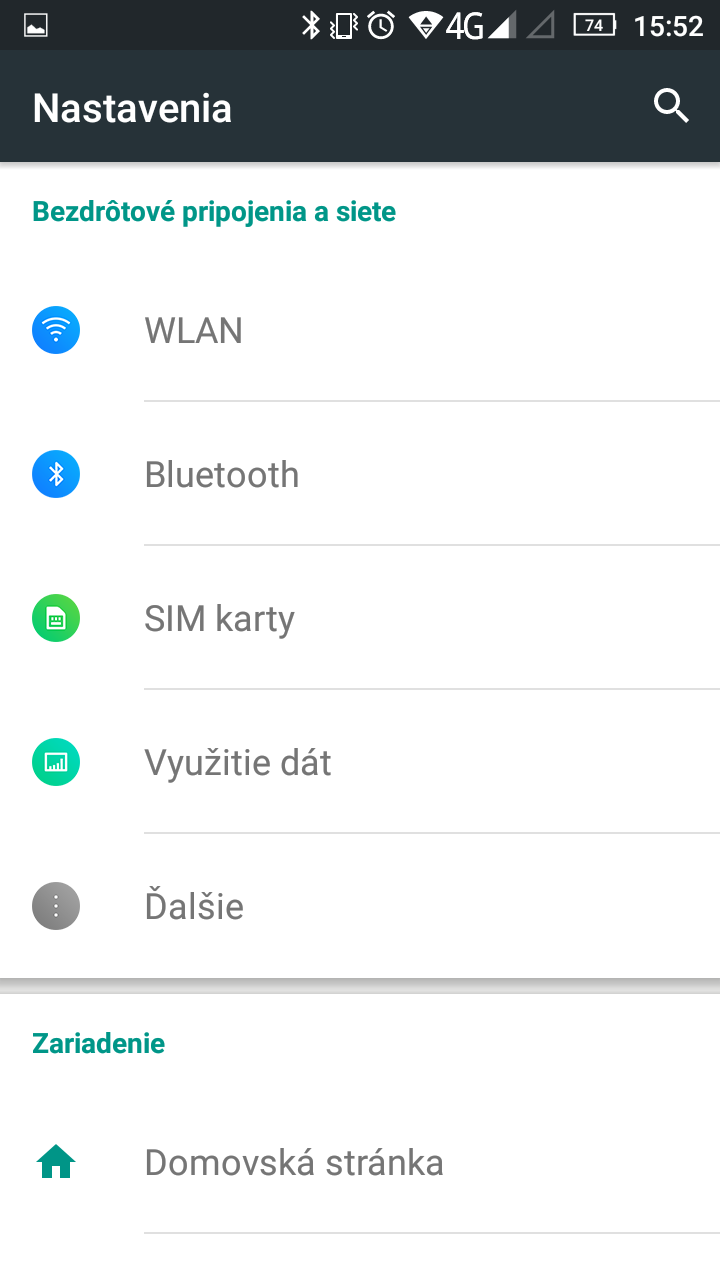 4G 74 15:52
Nastavenia
Bezdrôtové pripojenia a siete
WLAN
Bluetooth
SIM karty
Využitie dát
Ďalšie
Zariadenie
Domovská stránka